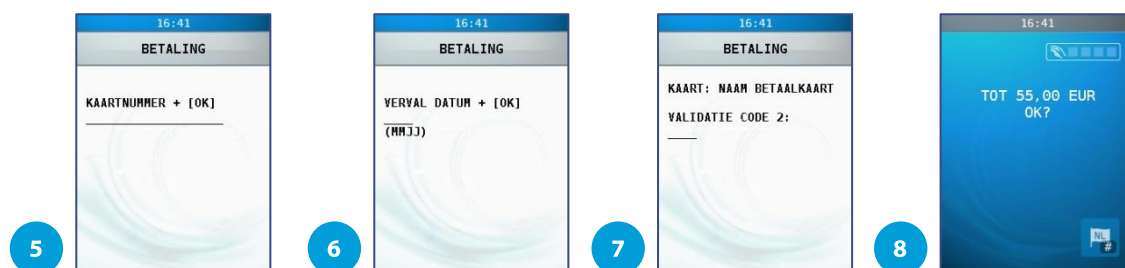 16:41
BETALING
KAARTNUMMER + [OK]
5
16:41
BETALING
VERVAL DATUM + [OK]
(MMJJ)
6
16:41
BETALING
KAART: NAAM BETAALKAART
VALIDATIE CODE 2:
7
16:41
TOT 55,00 EUR
OK?
NL
#
8